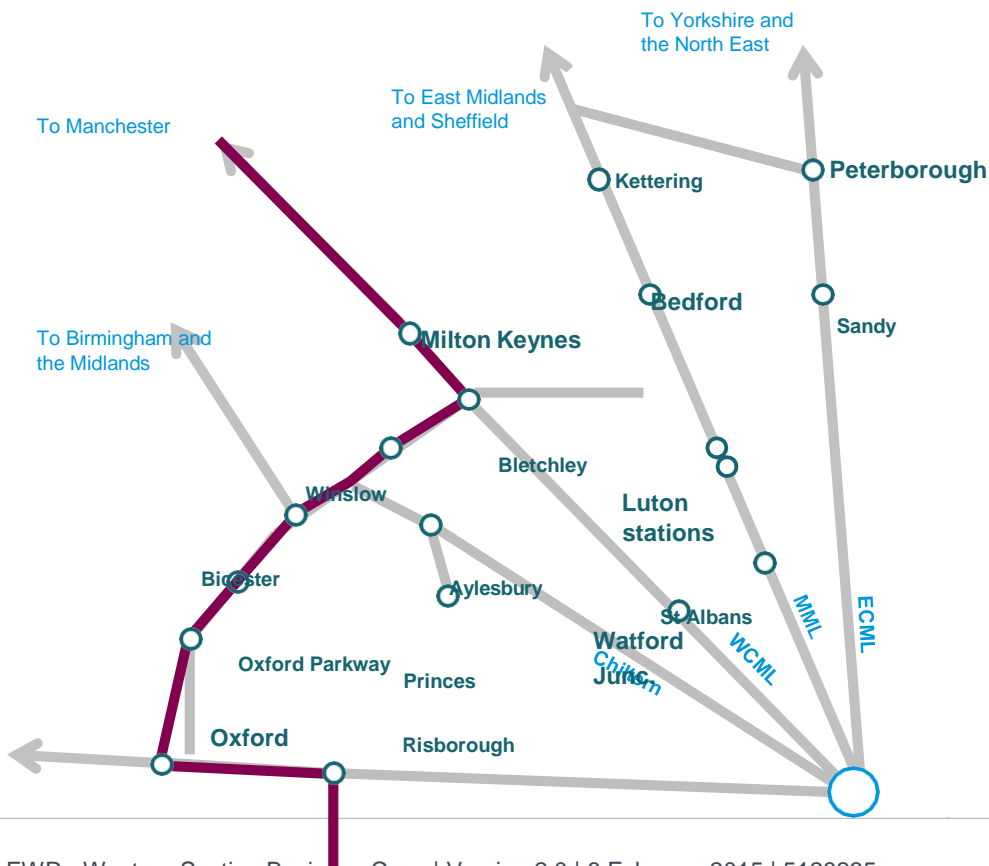 To Yorkshire and
the North East
To East Midlands
and Sheffield
To Manchester
Peterborough
Kettering
Bedford
Sandy
To Birmingham and
the Midlands
Milton Keynes
Bletchley
Winslow
Luton
stations
Bicester
Aylesbury
St Albans
MML
ECML
WCML
Watford
Junc.
Chiltern
Oxford Parkway
Princes
Risborough
Oxford